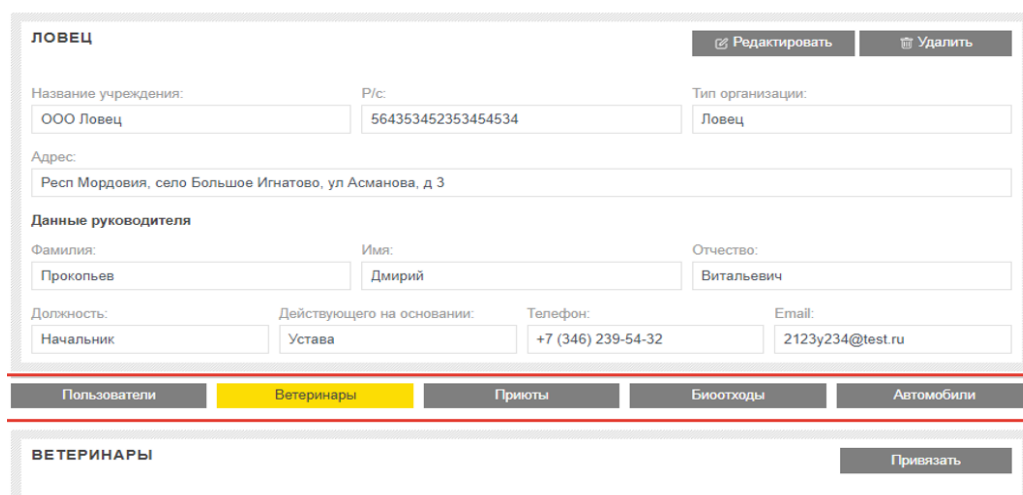 ЛОВЕЦ
Редактировать Удалить
Название учреждения: Р/с: Тип организации:
ООО Ловец 564353452353454534 Ловец
Адрес:
Респ Мордовия, село Большое Игнатово, ул Асманова, д 3
Данные руководителя
Фамилия: Имя: Отчество:
Прокопьев Дмирий Витальевич
Должность: Действующего на основании: Телефон: Email:
Начальник Устава +7 (346) 239-54-32 2123y234@test.ru
Пользователи Ветеринары Приюты Биоотходы Автомобили
ВЕТЕРИНАРЫ Привязать